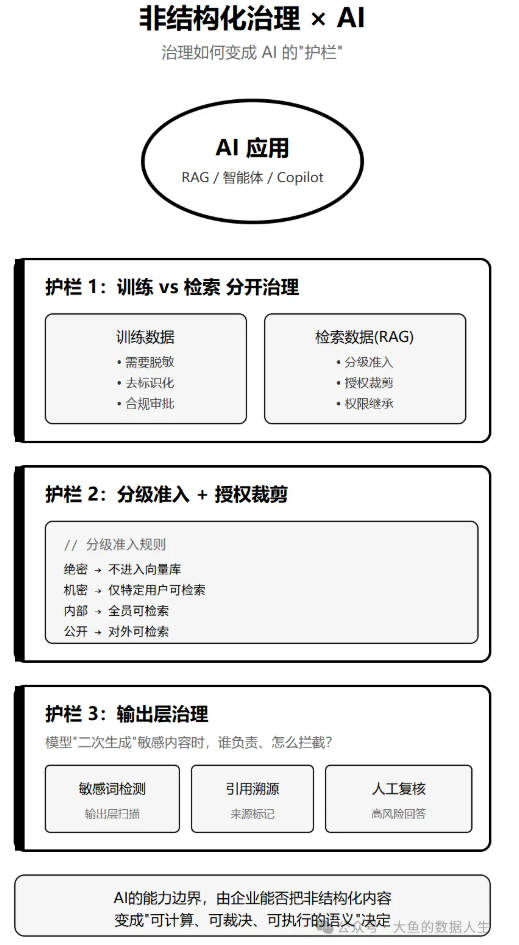 非结构化治理 × AI
治理如何变成 AI 的"护栏"
AI 应用
RAG / 智能体 / Copilot
护栏 1：训练 vs 检索 分开治理
训练数据
• 需要脱敏
• 去标识化
• 合规审批
检索数据(RAG)
• 分级准入
• 授权裁剪
• 权限继承
护栏 2：分级准入 + 授权裁剪
// 分级准入规则
绝密 → 不进入向量库
机密 → 仅特定用户可检索
内部 → 全员可检索
公开 → 对外可检索
护栏 3：输出层治理
模型"二次生成"敏感内容时，谁负责、怎么拦截？
敏感词检测
输出层扫描
引用溯源
来源标记
人工复核
高风险回答
AI的能力边界，由企业能否把非结构化内容
变成"可计算、可裁决、可执行的语义"决定
公众号 · 大鱼的数据人生